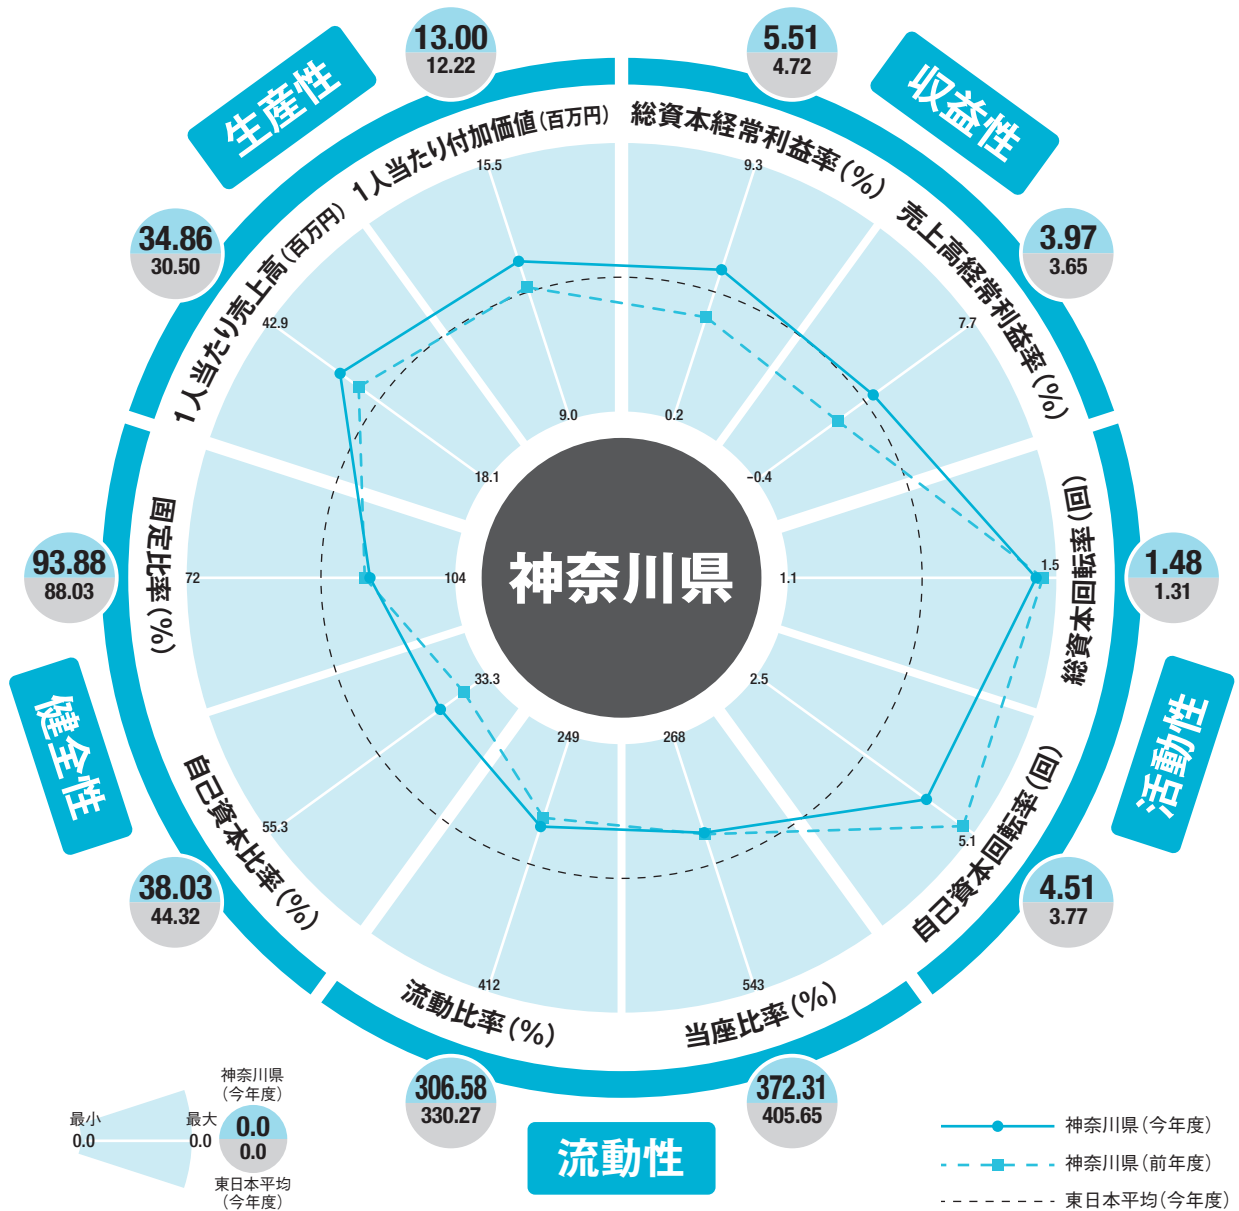 神奈川県
収益性
総資本経常利益率(%)
5.51
4.72
9.3
0.2
売上高経常利益率(%)
3.97
3.65
7.7
−0.4
活動性
総資本回転率(回)
1.48
1.31
1.5
1.1
自己資本回転率(回)
4.51
3.77
5.1
2.5
流動性
当座比率(%)
372.31
405.65
543
268
流動比率(%)
306.58
330.27
412
249
健全性
自己資本比率(%)
38.03
44.32
55.3
33.3
固定比率(%)
93.88
88.03
72
104
生産性
1人当たり売上高(百万円)
34.86
30.50
42.9
18.1
1人当たり付加価値(百万円)
13.00
12.22
15.5
9.0
最小
0.0
最大
0.0
神奈川県
(今年度)
0.0
0.0
東日本平均
(今年度)
神奈川県(今年度)
神奈川県(前年度)
東日本平均(今年度)